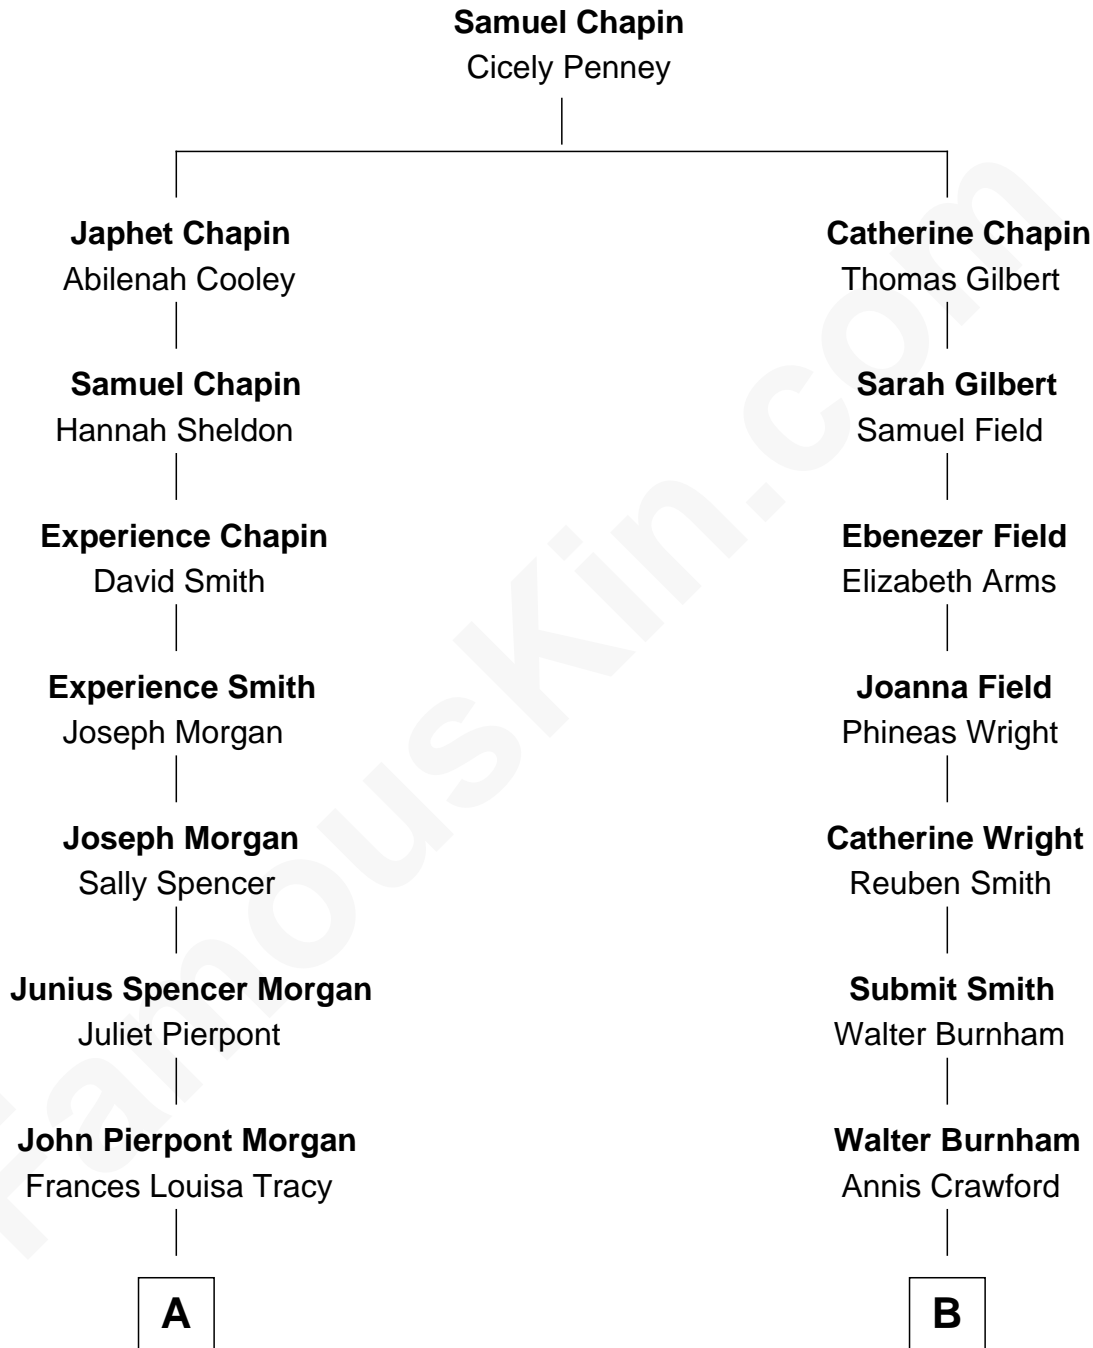 Samuel Chapin
Cicely Penney
Japhet Chapin
Abilenah Cooley
Catherine Chapin
Thomas Gilbert
Samuel Chapin
Hannah Sheldon
Sarah Gilbert
Samuel Field
Experience Chapin
David Smith
Ebenezer Field
Elizabeth Arms
Experience Smith
Joseph Morgan
Joanna Field
Phineas Wright
Joseph Morgan
Sally Spencer
Catherine Wright
Reuben Smith
Junius Spencer Morgan
Juliet Pierpont
Submit Smith
Walter Burnham
John Pierpont Morgan
Frances Louisa Tracy
Walter Burnham
Annis Crawford
A
B
FamousKin.com